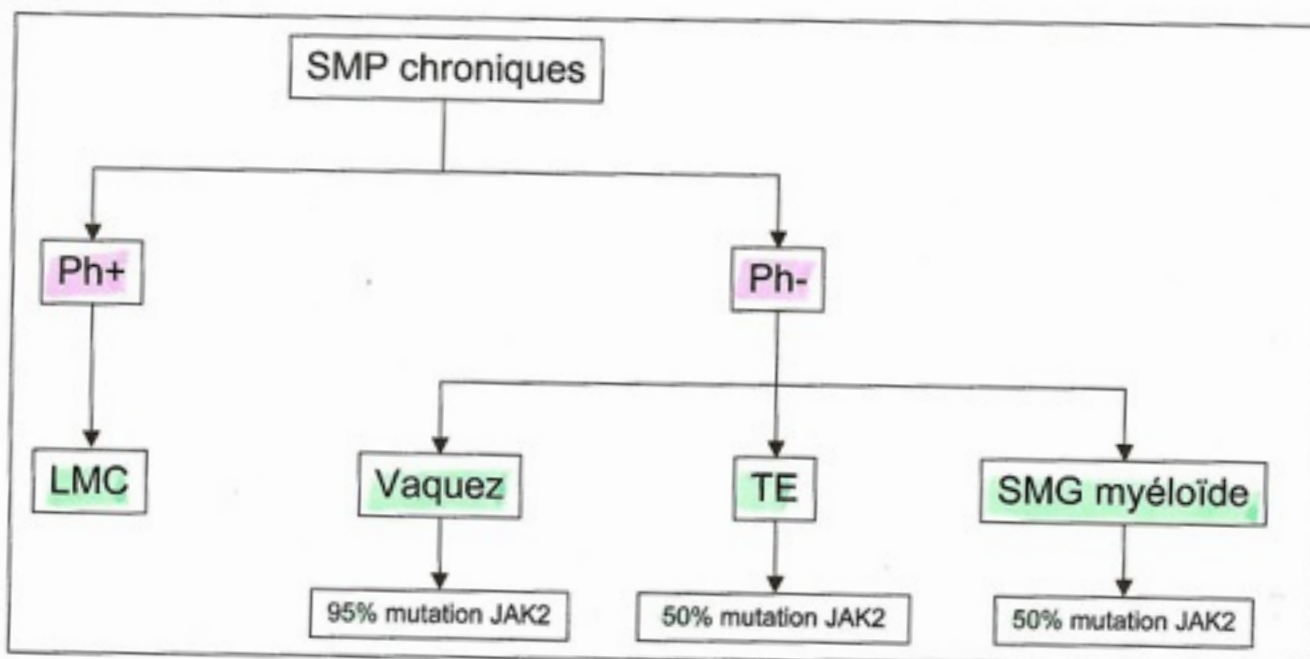 SMP chroniques
Ph+
Ph-
LMC
Vaquez
TE
SMG myéloïde
95% mutation JAK2
50% mutation JAK2
50% mutation JAK2